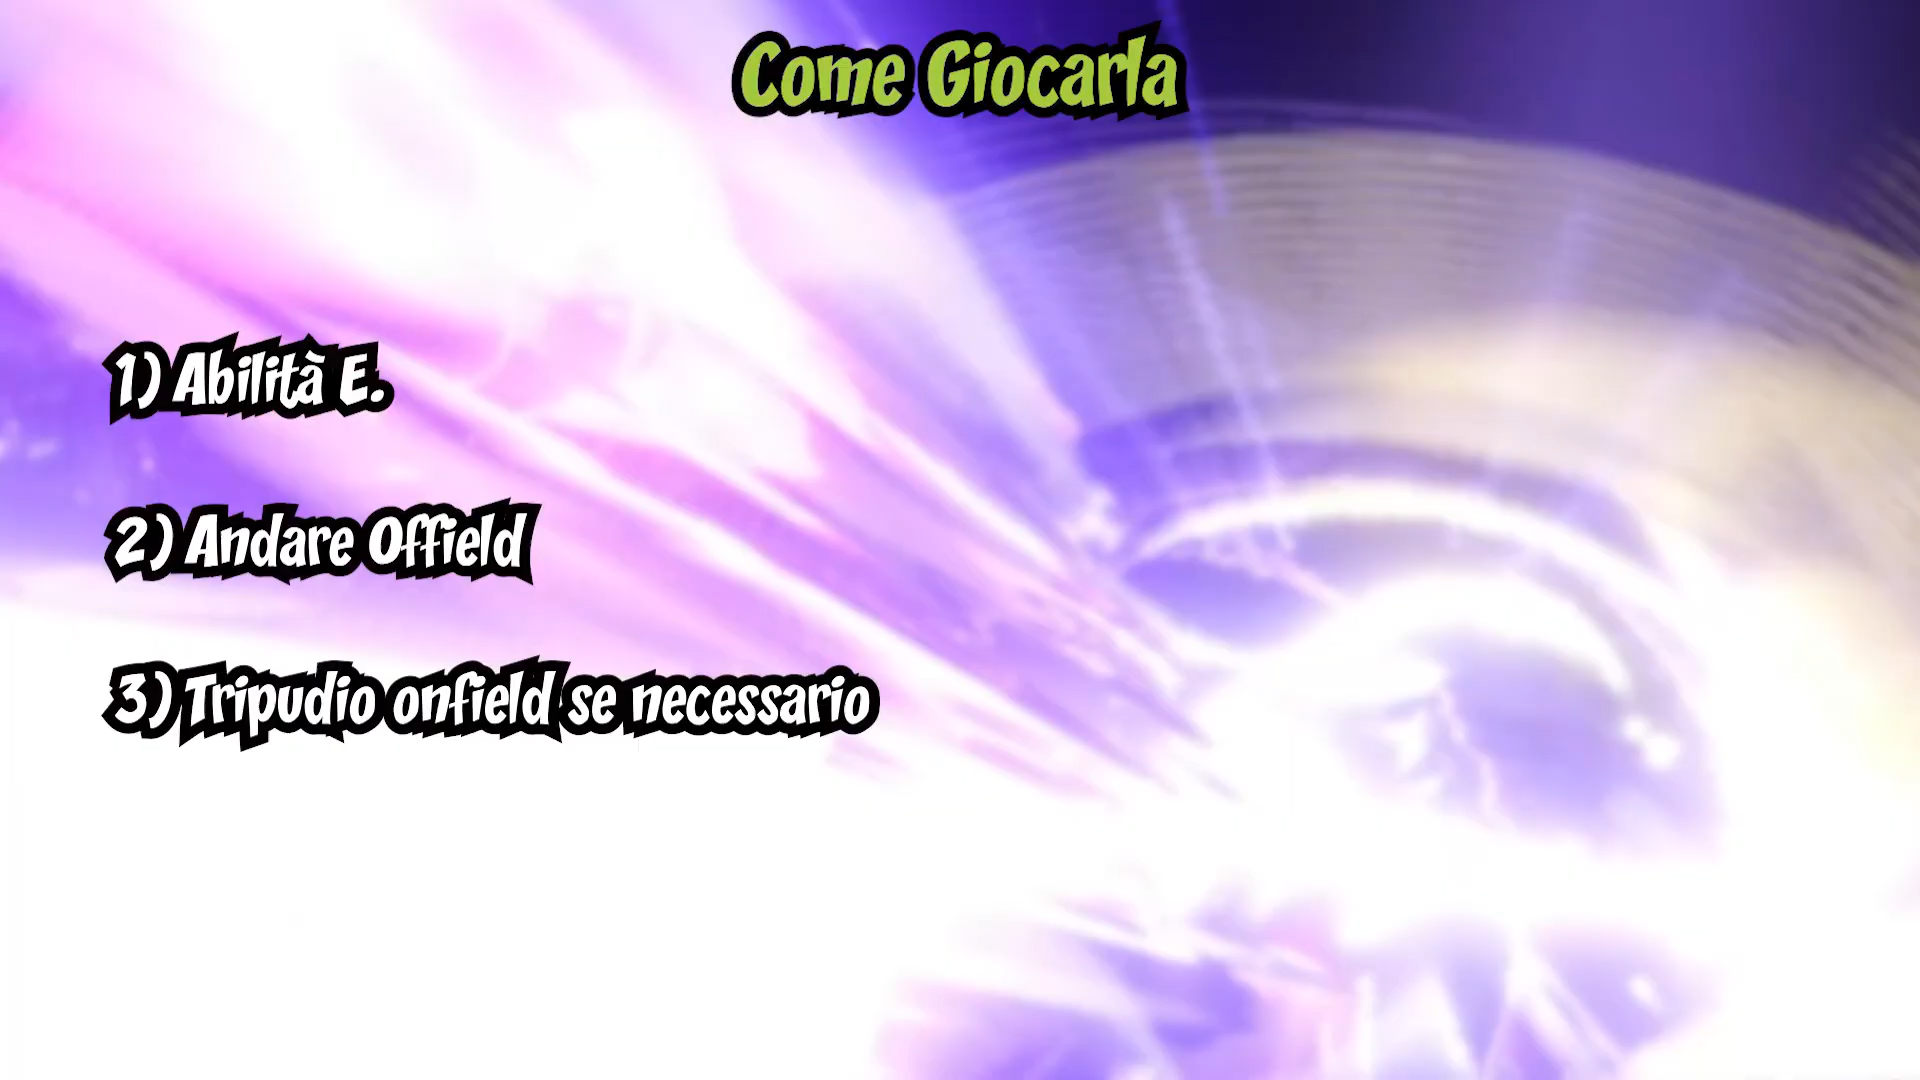 Come Giocarla
1) Abilità E.
2) Andare Offield
3) Tripudio onfield se necessario